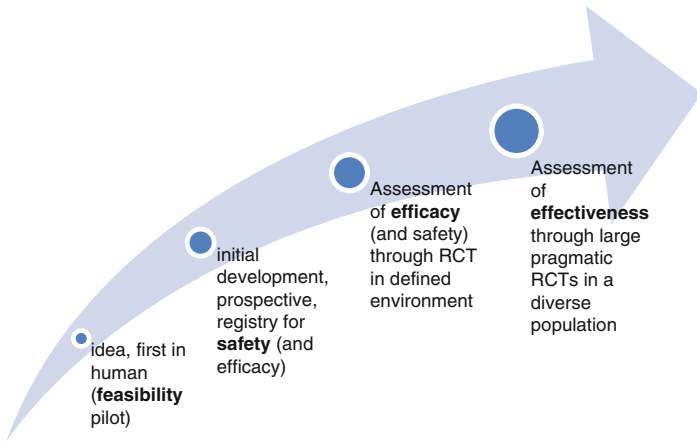 idea, first in
human
(feasibility
pilot)
initial
development,
prospective,
registry for
safety (and
efficacy)
Assessment
of efficacy
(and safety)
through RCT
in defined
environment
Assessment
of
effectiveness
through large
pragmatic
RCTs in a
diverse
population